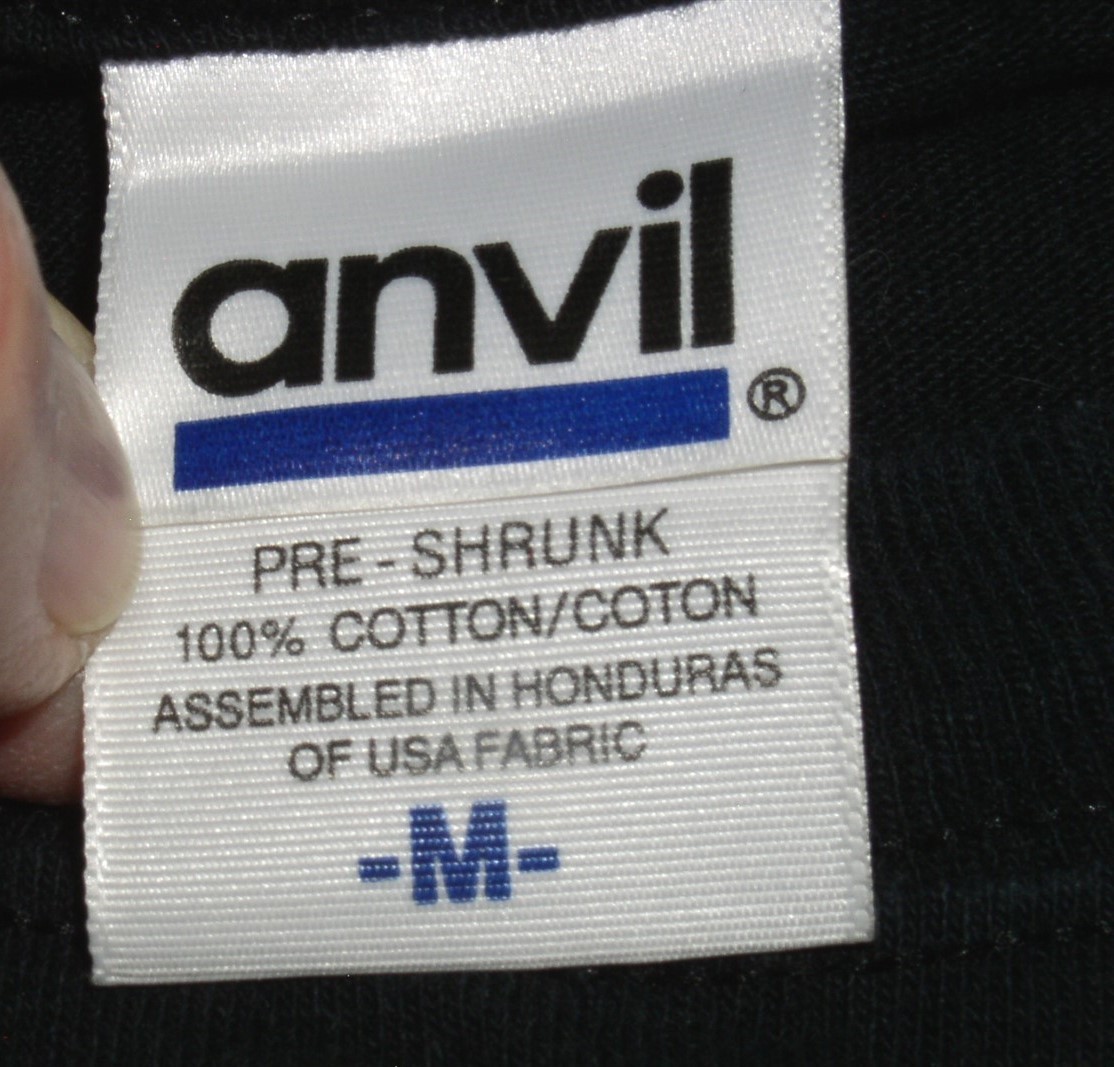 anvil
®
PRE-SHRUNK
100% COTTON/COTON
ASSEMBLED IN HONDURAS
OF USA FABRIC
-M-